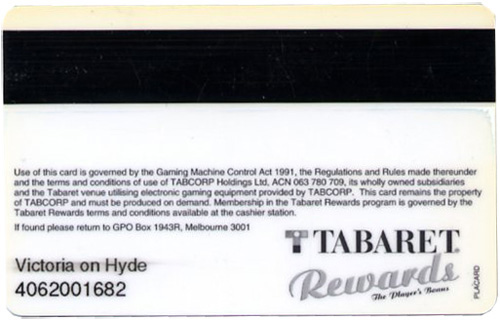 Use of this card is governed by the Gaming Machine Control Act 1991, the Regulations and Rules made thereunder
and the terms and conditions of use of TABCORP Holdings Ltd, ACN 063 780 709, its wholly owned subsidiaries
and the Tabaret venue utilising electronic gaming equipment provided by TABCORP. This card remains the property
of TABCORP and must be produced on demand. Membership in the Tabaret Rewards program is governed by the
Tabaret Rewards terms and conditions available at the cashier station.
If found please return to GPO Box 1943R, Melbourne 3001
TABARET
Rewards
The Player's Bonus
PLACARD
Victoria on Hyde
4062001682